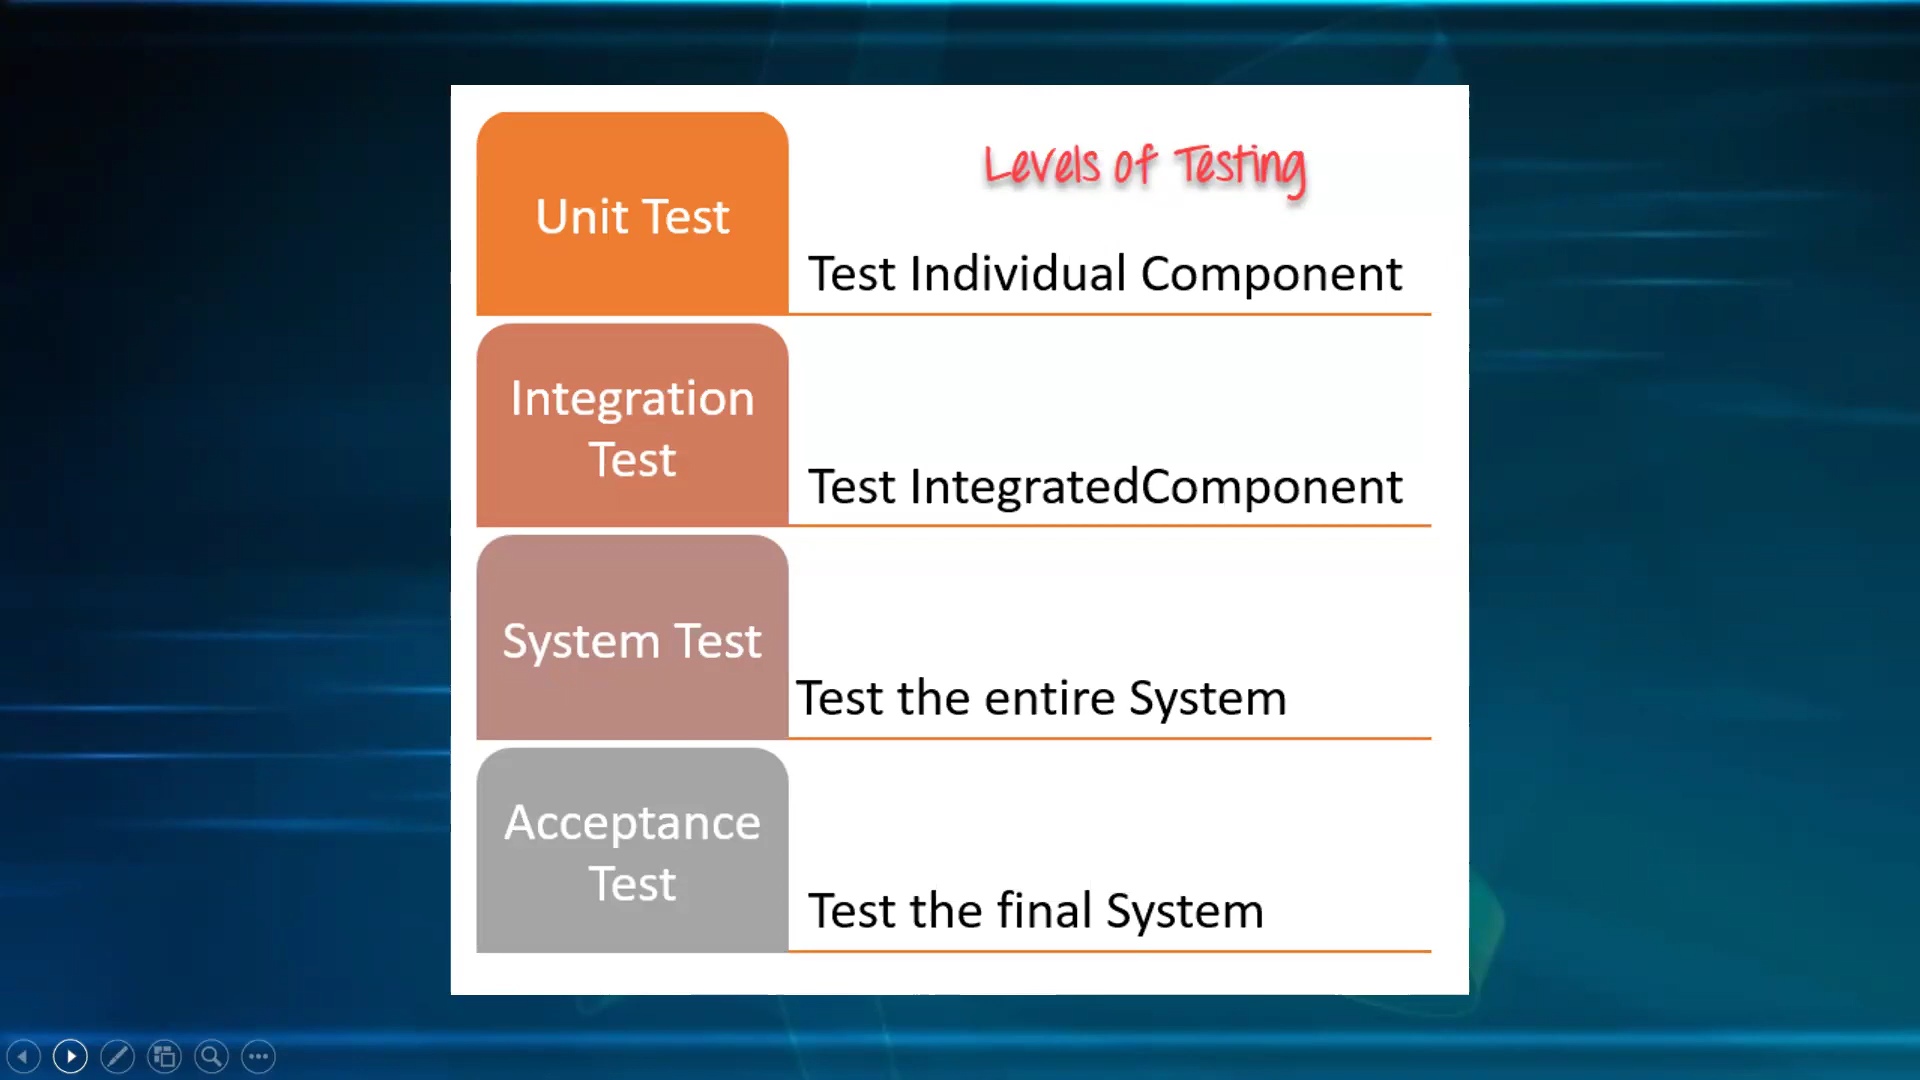 Levels of Testing
Unit Test
Test Individual Component
Integration
Test
Test IntegratedComponent
System Test
Test the entire System
Acceptance
Test
Test the final System